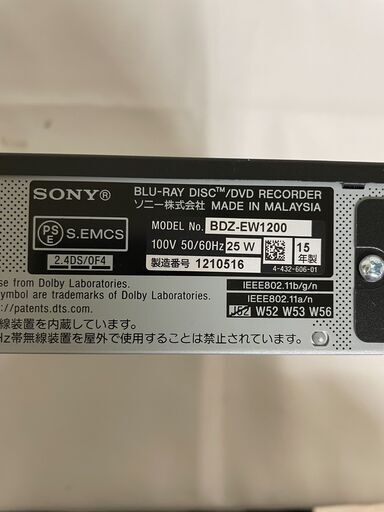 SONY®
BLU-RAY DISC™/DVD RECORDER
ソニー株式会社 MADE IN MALAYSIA
PSE
S.EMCS
MODEL No. BDZ-EW1200
100V 50/60Hz 25 W
15年製
2.4DS/OF4
製造番号 1210516
4-432-606-01
se from Dolby Laboratories.
symbol are trademarks of Dolby Laboratories.
://patents.dts.com.
IEEE802.11b/g/n
IEEE802.11a/n
J52 W52 W53 W56
線装置を内蔵しています。
Hz帯無線装置を屋外で使用することは禁止されています。